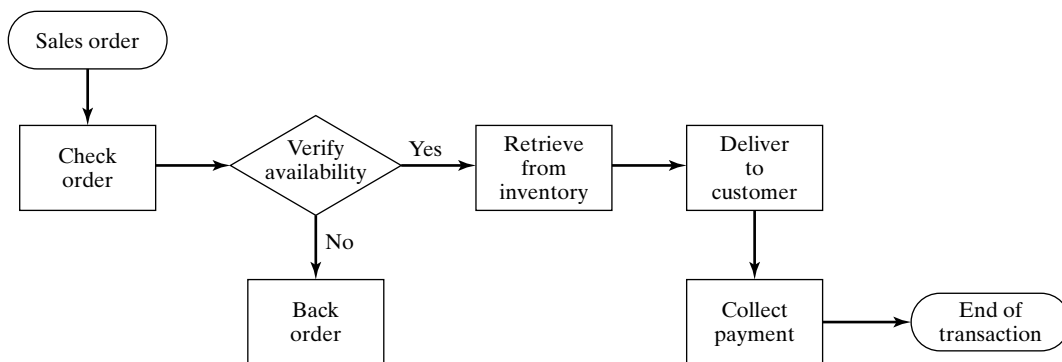 Sales order
Check
order
Verify
availability
Yes
No
Back
order
Retrieve
from
inventory
Deliver
to
customer
Collect
payment
End of
transaction